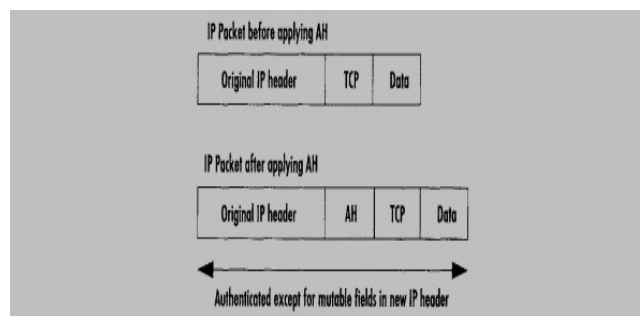 IP Packet before applying AH
Original IP header TCP Data
IP Packet after applying AH
Original IP header AH TCP Data
Authenticated except for mutable fields in new IP header